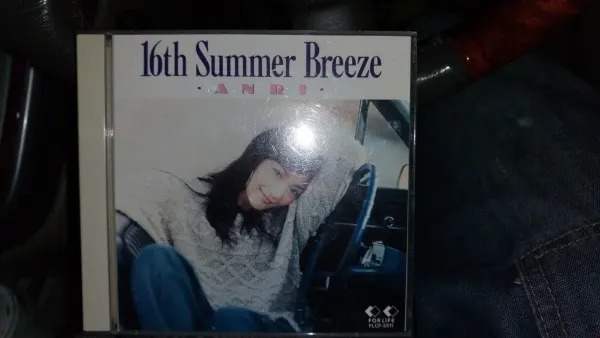 16th Summer Breeze
· ANRI ·
FOR LIFE